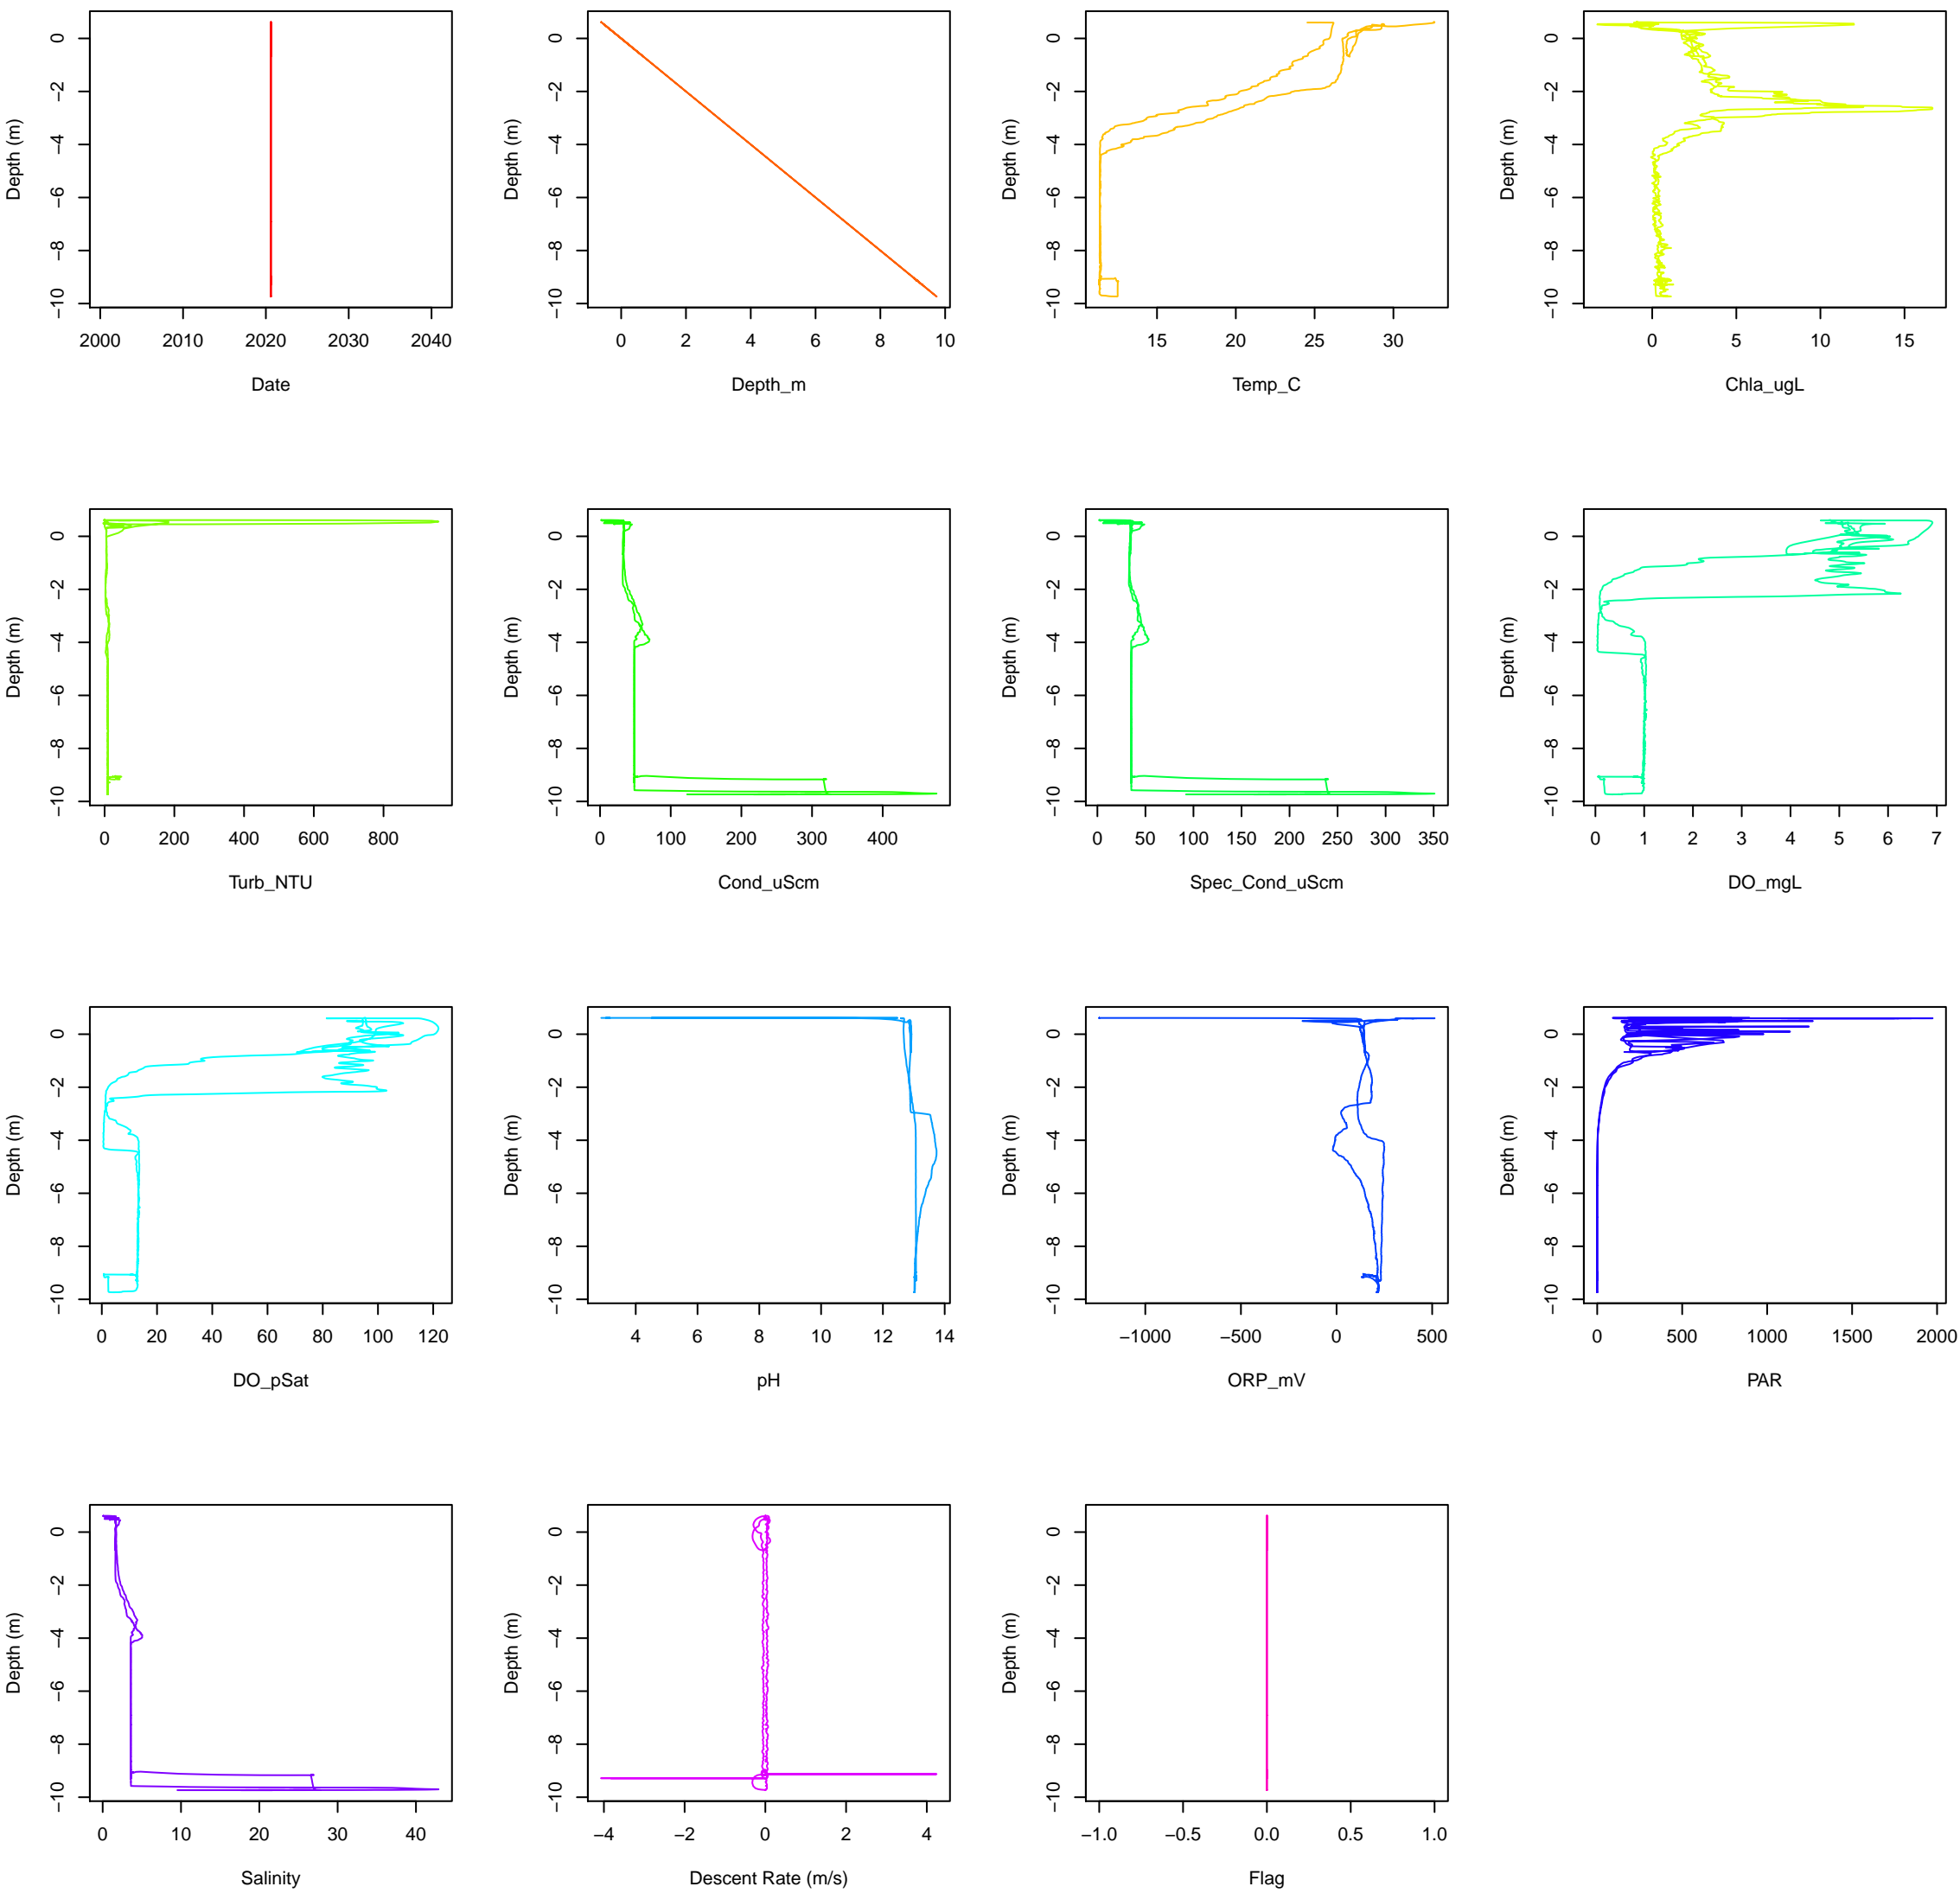 Depth (m)
0
−2
−4
−6
−8
−10
2000 2010 2020 2030 2040
Date
Depth (m)
0
−2
−4
−6
−8
−10
0 2 4 6 8 10
Depth_m
Depth (m)
0
−2
−4
−6
−8
−10
15 20 25 30
Temp_C
Depth (m)
0
−2
−4
−6
−8
−10
0 5 10 15
Chla_ugL
Depth (m)
0
−2
−4
−6
−8
−10
0 200 400 600 800
Turb_NTU
Depth (m)
0
−2
−4
−6
−8
−10
0 100 200 300 400
Cond_uScm
Depth (m)
0
−2
−4
−6
−8
−10
0 50 100 150 200 250 300 350
Spec_Cond_uScm
Depth (m)
0
−2
−4
−6
−8
−10
0 1 2 3 4 5 6 7
DO_mgL
Depth (m)
0
−2
−4
−6
−8
−10
0 20 40 60 80 100 120
DO_pSat
Depth (m)
0
−2
−4
−6
−8
−10
4 6 8 10 12 14
pH
Depth (m)
0
−2
−4
−6
−8
−10
−1000 −500 0 500
ORP_mV
Depth (m)
0
−2
−4
−6
−8
−10
0 500 1000 1500 2000
PAR
Depth (m)
0
−2
−4
−6
−8
−10
0 10 20 30 40
Salinity
Depth (m)
0
−2
−4
−6
−8
−10
−4 −2 0 2 4
Descent Rate (m/s)
Depth (m)
0
−2
−4
−6
−8
−10
−1.0 −0.5 0.0 0.5 1.0
Flag